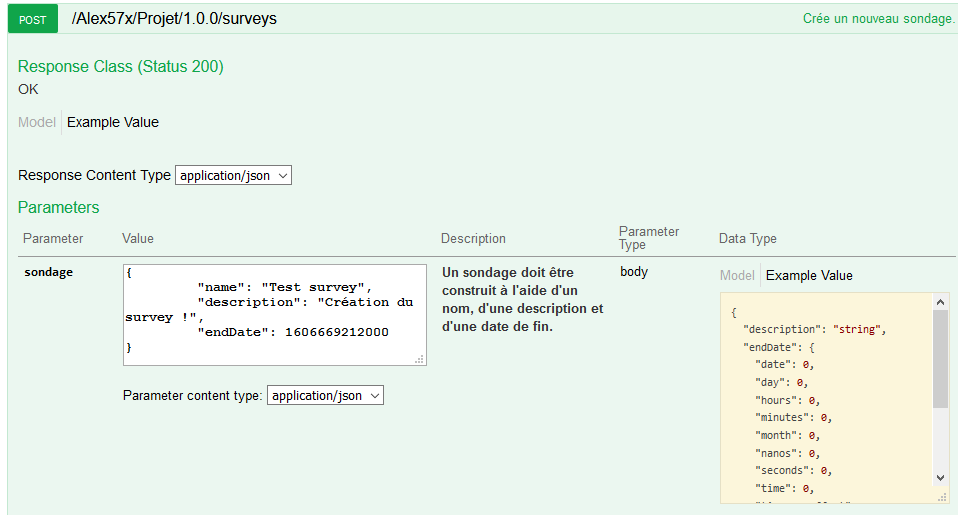 POST /Alex57x/Projet/1.0.0/surveys Crée un nouveau sondage.
Response Class (Status 200)
OK
Model Example Value
Response Content Type application/json
Parameters
Parameter Value Description Parameter Type Data Type
sondage
{
"name": "Test survey",
"description": "Création du
survey !",
"endDate": 1606669212000
}
Parameter content type: application/json
Un sondage doit être
construit à l'aide d'un
nom, d'une description et
d'une date de fin.
body
Model Example Value
{
"description": "string",
"endDate": {
"date": 0,
"day": 0,
"hours": 0,
"minutes": 0,
"month": 0,
"nanos": 0,
"seconds": 0,
"time": 0,